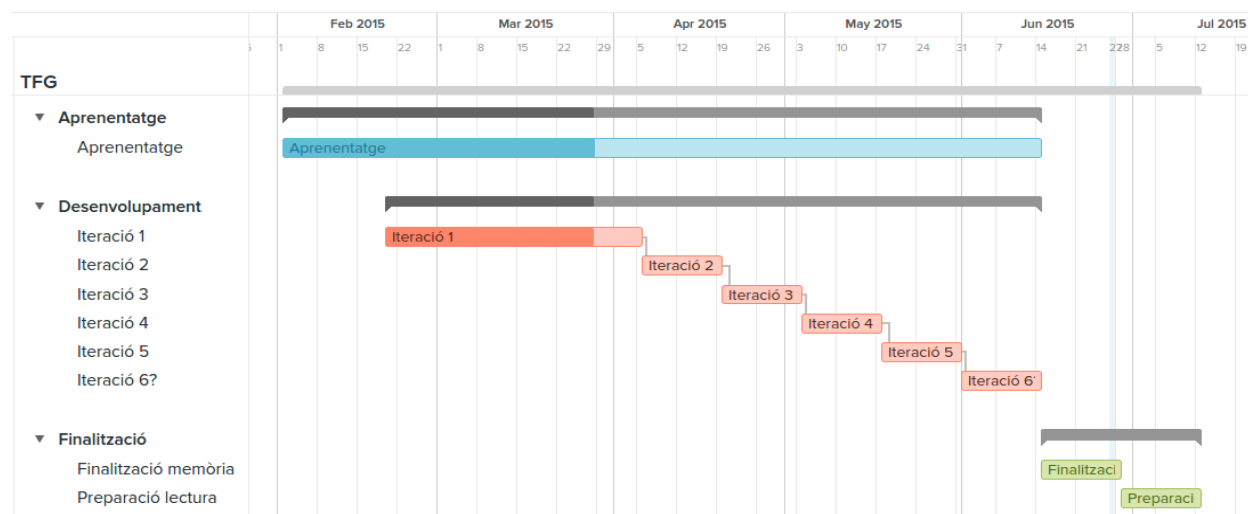 Feb 2015 Mar 2015 Apr 2015 May 2015 Jun 2015 Jul 2015
1 8 15 22 1 8 15 22 29 5 12 19 26 3 10 17 24 31 7 14 21 27 28 5 12 19
TFG
Aprenentatge
Aprenentatge Aprenentatge
Desenvolupament
Iteració 1 Iteració 1
Iteració 2 Iteració 2
Iteració 3 Iteració 3
Iteració 4 Iteració 4
Iteració 5 Iteració 5
Iteració 6? Iteració 6
Finalització
Finalització memòria Finalitzaci
Preparació lectura Preparaci